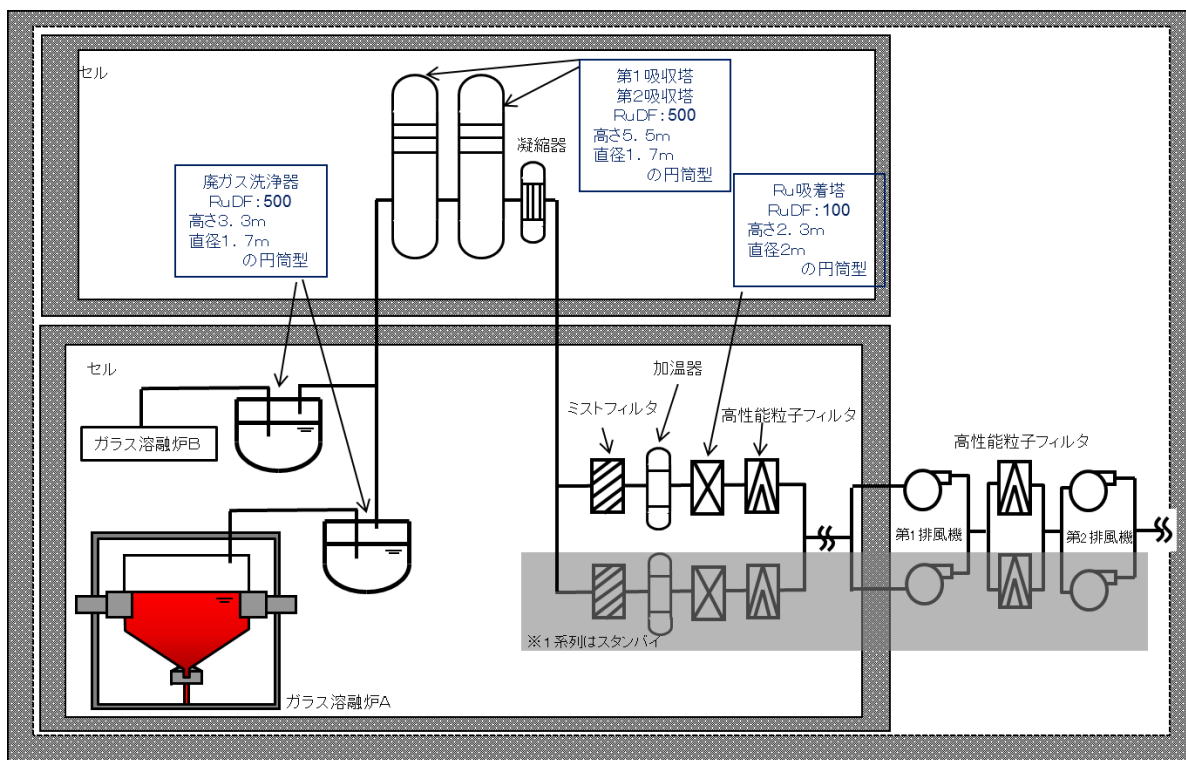 セル
第1吸収塔
第2吸収塔
RuDF:500
高さ5.5m
直径1.7m
の円筒型
凝縮器
廃ガス洗浄器
RuDF:500
高さ3.3m
直径1.7m
の円筒型
Ru吸着塔
RuDF:100
高さ2.3m
直径2m
の円筒型
セル
加温器
ミストフィルタ
高性能粒子フィルタ
高性能粒子フィルタ
ガラス溶融炉B
第1排風機
第2排風機
※1系列はスタンバイ
ガラス溶融炉A